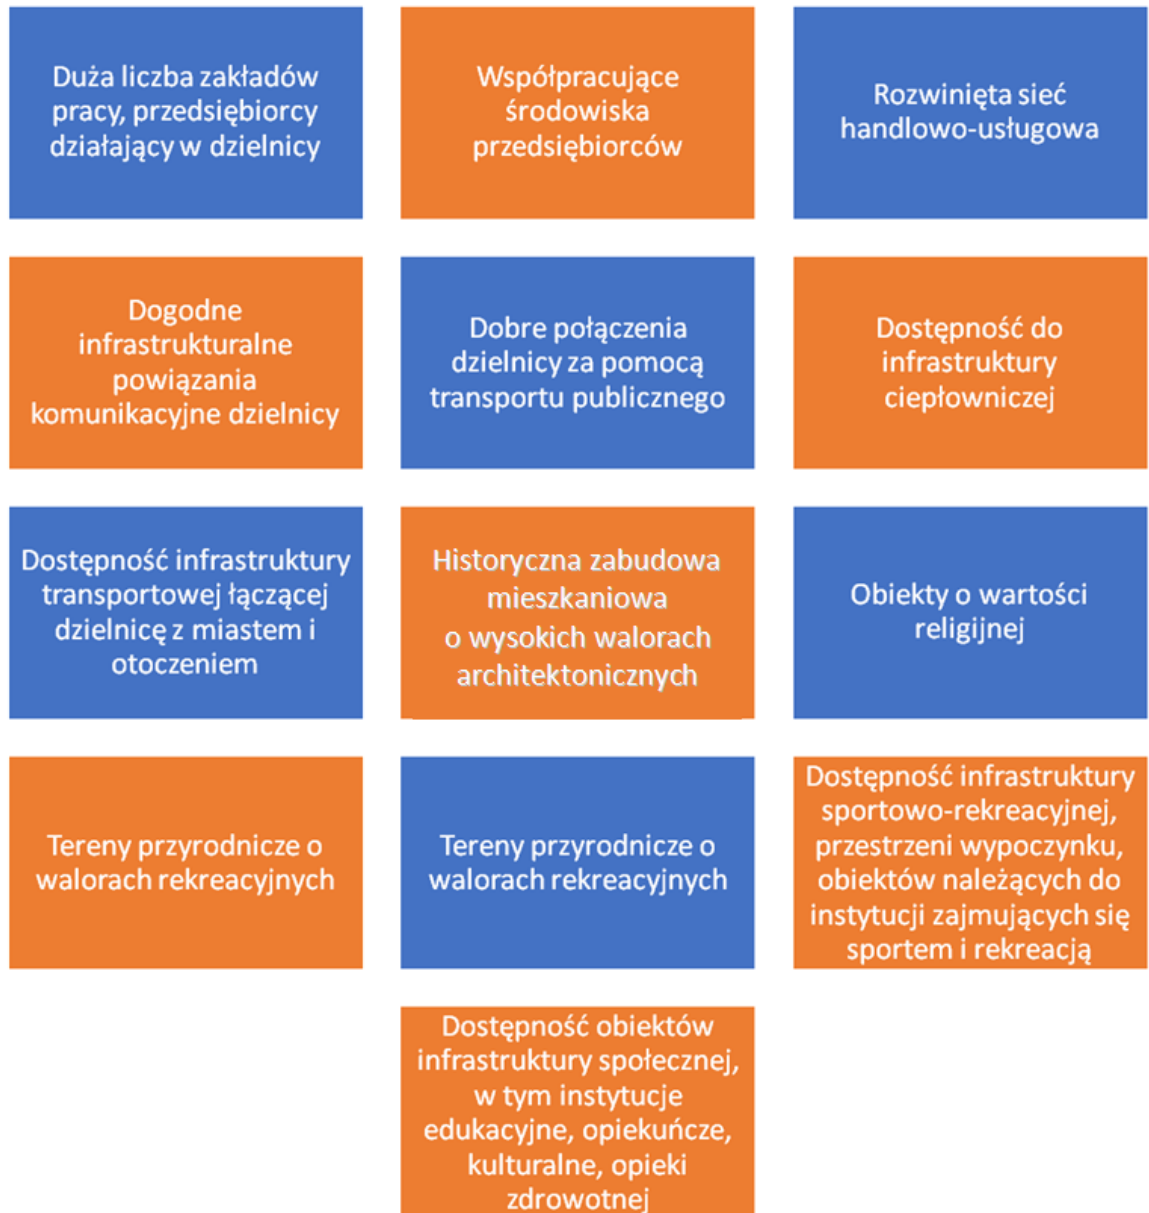 Duża liczba zakładów
pracy, przedsiębiorcy
działający w dzielnicy
Współpracujące
środowiska
przedsiębiorców
Rozwinięta sieć
handlowo-usługowa
Dogodne
infrastrukturalne
powiązania
komunikacyjne dzielnicy
Dobre połączenia
dzielnicy za pomocą
transportu publicznego
Dostępność do
infrastruktury
ciepłowniczej
Dostępność infrastruktury
transportowej łączącej
dzielnicę z miastem i
otoczeniem
Historyczna zabudowa
mieszkaniowa
o wysokich walorach
architektonicznych
Obiekty o wartości
religijnej
Tereny przyrodnicze o
walorach rekreacyjnych
Tereny przyrodnicze o
walorach rekreacyjnych
Dostępność infrastruktury
sportowo-rekreacyjnej,
przestrzeni wypoczynku,
obiektów należących do
instytucji zajmujących się
sportem i rekreacją
Dostępność obiektów
infrastruktury społecznej,
w tym instytucje
edukacyjne, opiekuńcze,
kulturalne, opieki
zdrowotnej